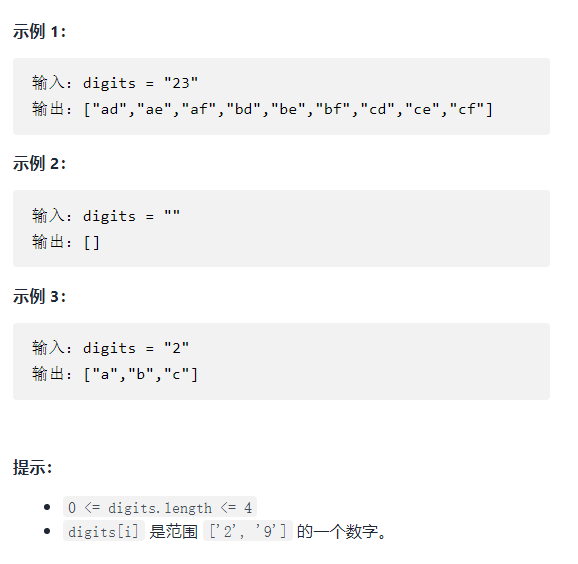 示例 1：
输入：digits = "23"
输出：["ad","ae","af","bd","be","bf","cd","ce","cf"]
示例 2：
输入：digits = ""
输出：[]
示例 3：
输入：digits = "2"
输出：["a","b","c"]
提示：
0 <= digits.length <= 4
digits[i] 是范围 ['2', '9'] 的一个数字。